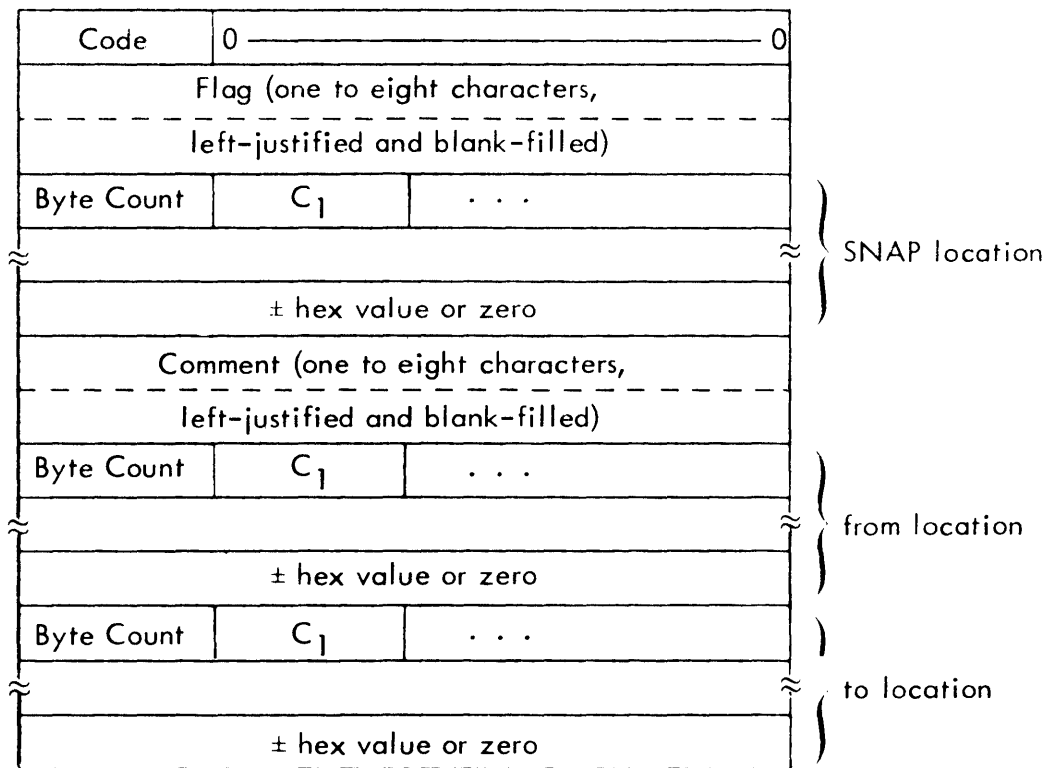 Code 0 0
Flag (one to eight characters,
left-justified and blank-filled)
Byte Count C1 . . .
SNAP location
± hex value or zero
Comment (one to eight characters,
left-justified and blank-filled)
Byte Count C1 . . .
from location
± hex value or zero
Byte Count C1 . . .
to location
± hex value or zero